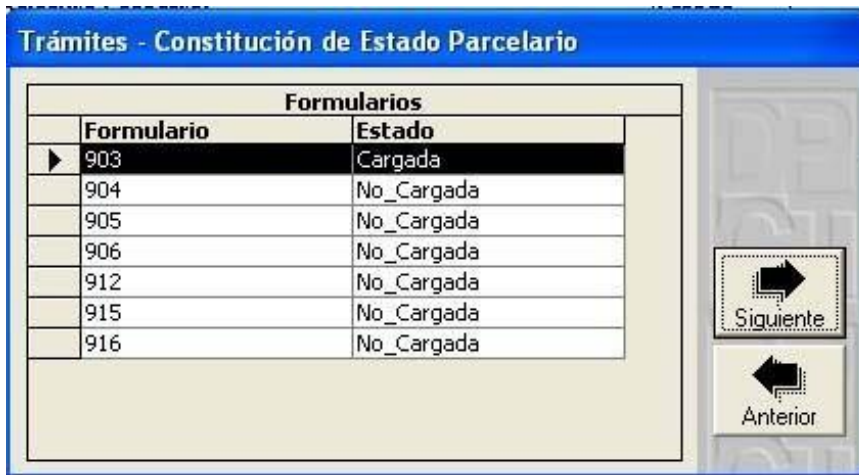 Trámites - Constitución de Estado Parcelario
Formularios
Formulario Estado
903 Cargada
904 No_Cargada
905 No_Cargada
906 No_Cargada
912 No_Cargada
915 No_Cargada
916 No_Cargada
Siguiente
Anterior